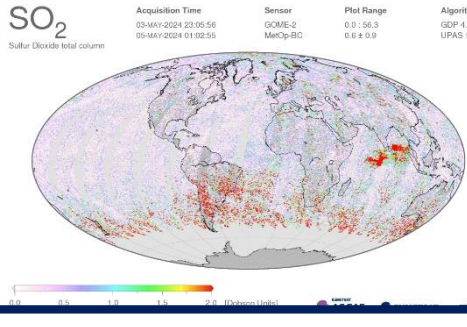 SO2
Sulfur Dioxide total column
Acquisition Time
03-MAY-2024 23:05:56
05-MAY-2024 01:02:55
Sensor
GOME-2
MetOp-BC
Plot Range
0.0 : 56.3
0.6 ± 0.9
Algorit
GDP 4.
UPAS
0.0 0.5 1.0 1.5 2.0 [Dobson Units]